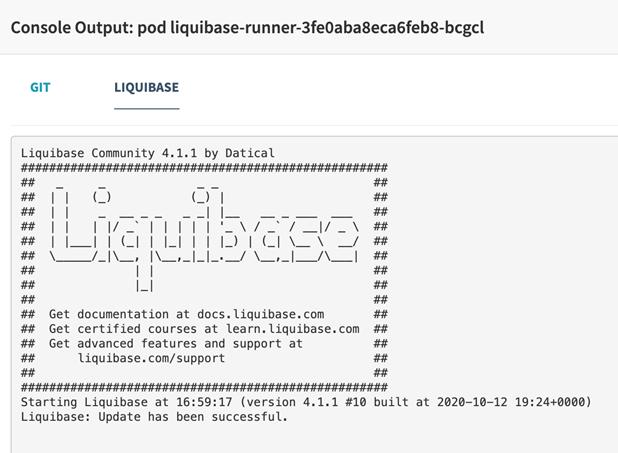 Console Output: pod liquibase-runner-3fe0aba8eca6feb8-bcgcl
GIT
LIQUIBASE
Liquibase Community 4.1.1 by Datical
####################################################
##   _     _             _ _                      ##
##  | |   (_)           (_) |                     ##
##  | |    _  __ _ _   _ _| |__   __ _ ___  ___   ##
##  | |   | |/ _` | | | | | '_ \ / _` / __|/ _ \  ##
##  | |___| | (_| | |_| | | |_) | (_| \__ \  __/  ##
##  \_____/_|\__, |\__,_|_|_.__/ \__,_|___/\___|  ##
##              | |                               ##
##              |_|                               ##
##                                                ##
##  Get documentation at docs.liquibase.com       ##
##  Get certified courses at learn.liquibase.com  ##
##  Get advanced features and support at          ##
##      liquibase.com/support                     ##
##                                                ##
####################################################
Starting Liquibase at 16:59:17 (version 4.1.1 #10 built at 2020-10-12 19:24+0000)
Liquibase: Update has been successful.